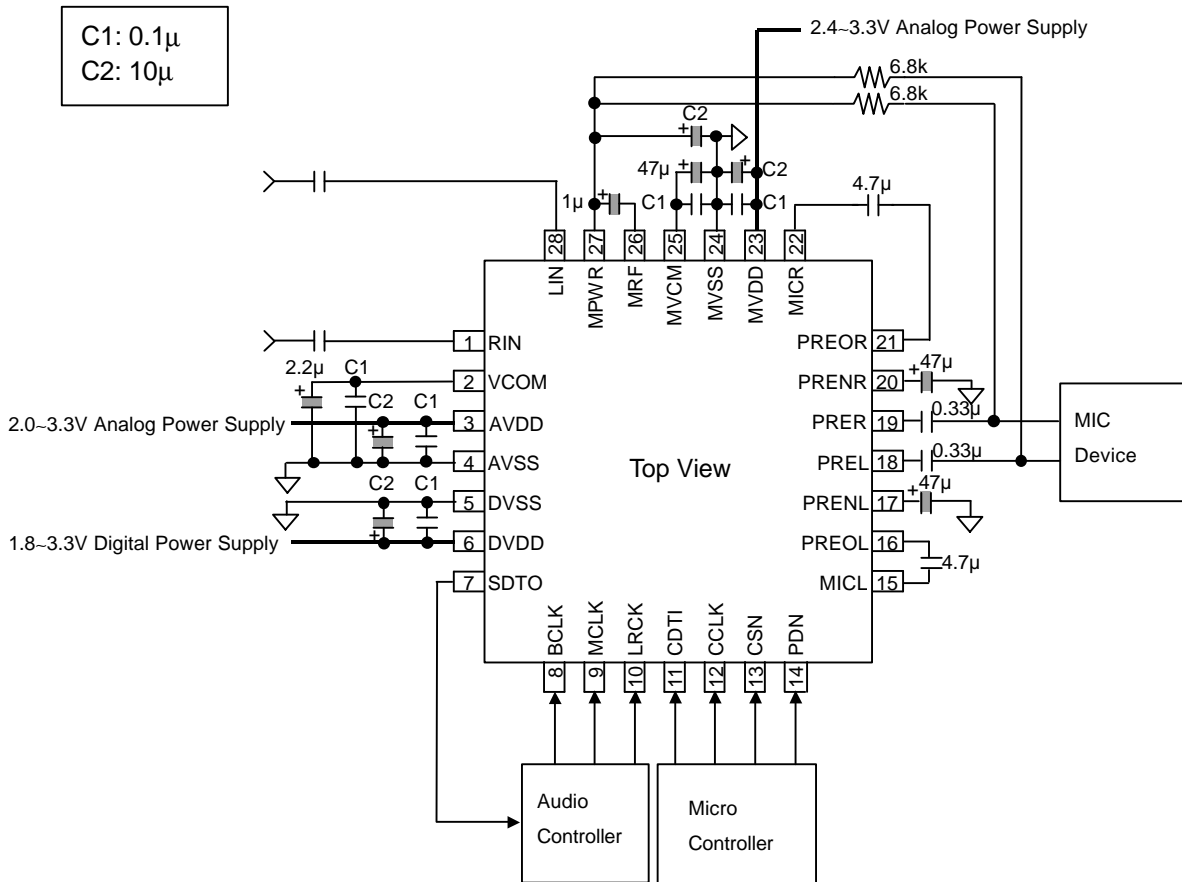 C1: 0.1μ
C2: 10μ
2.4~3.3V Analog Power Supply
6.8k
6.8k
C2
+
47μ
+
+
C2
1μ
+
C1
C1
4.7μ
28
27
26
25
24
23
22
LIN
MPWR
MRF
MVCM
MVSS
MVDD
MICR
1
RIN
2.2μ
C1
+
2
VCOM
C2
C1
2.0~3.3V Analog Power Supply
3
AVDD
+
4
AVSS
C2
C1
5
DVSS
1.8~3.3V Digital Power Supply
+
6
DVDD
7
SDTO
Top View
PREOR
21
PRENR
20
+
47μ
PRER
19
0.33μ
PREL
18
0.33μ
PRENL
17
+
47μ
PREOL
16
4.7μ
MICL
15
MIC
Device
BCLK
MCLK
LRCK
CDTI
CCLK
CSN
PDN
8
9
10
11
12
13
14
Audio
Controller
Micro
Controller